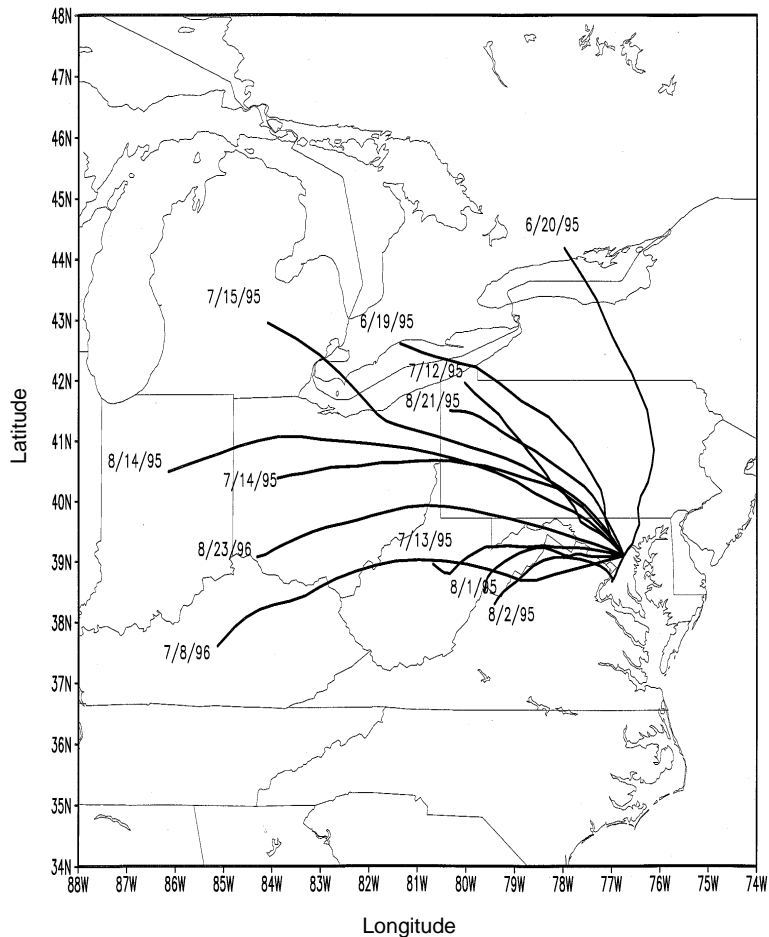 48N
47N
46N
45N
44N
43N
42N
41N
40N
39N
38N
37N
36N
35N
34N
Latitude
6/20/95
7/15/95
6/19/95
7/12/95
8/21/95
8/14/95
7/14/95
7/13/95
8/23/96
8/1/95
8/2/95
7/8/96
88W 87W 86W 85W 84W 83W 82W 81W 80W 79W 78W 77W 76W 75W 74W
Longitude